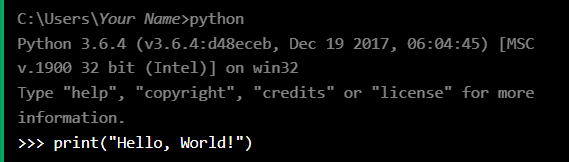 C:\Users\Your Name>python
Python 3.6.4 (v3.6.4:d48eceb, Dec 19 2017, 06:04:45) [MSC
v.1900 32 bit (Intel)] on win32
Type "help", "copyright", "credits" or "license" for more
information.
>>> print("Hello, World!")